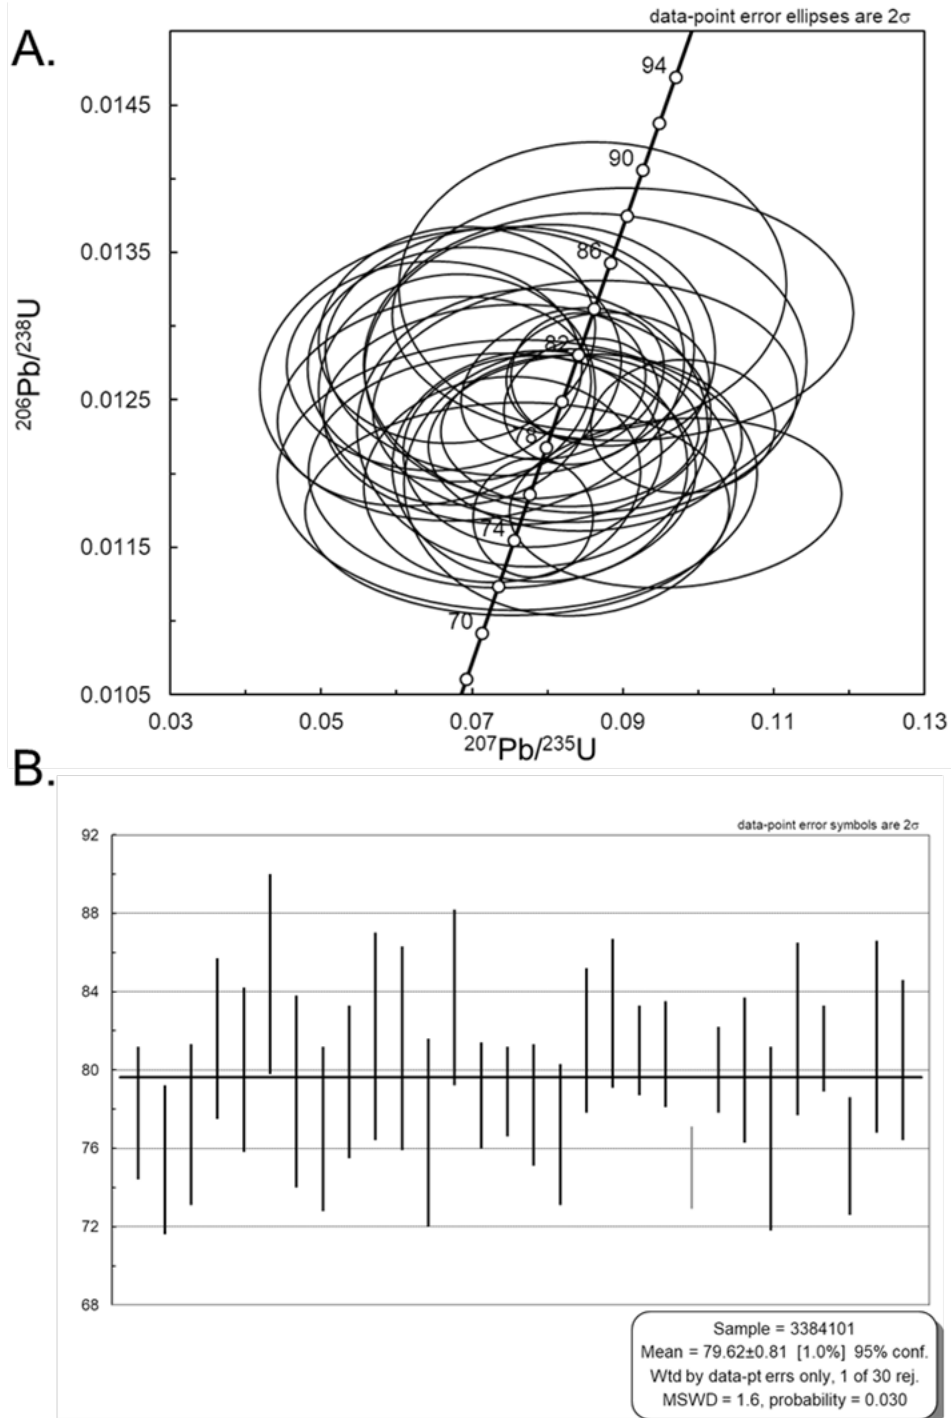 A.
data-point error ellipses are 2σ
94
0.0145
90
0.0135
86
82
0.0125
78
74
0.0115
70
0.0105
0.03 0.05 0.07 0.09 0.11 0.13
206Pb/238U
207Pb/235U
B.
data-point error symbols are 2σ
92
88
84
80
76
72
68
Sample = 3384101
Mean = 79.62±0.81 [1.0%] 95% conf.
Wtd by data-pt errs only, 1 of 30 rej.
MSWD = 1.6, probability = 0.030